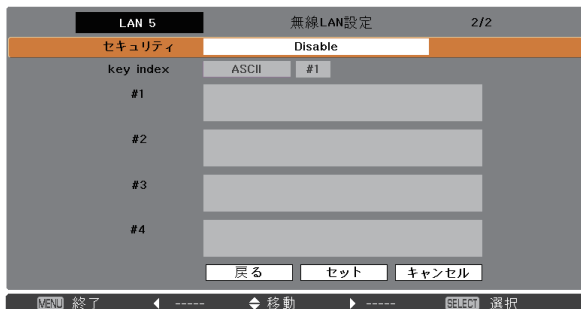 LAN 5 無線LAN設定 2/2
セキュリティ Disable
key index ASCII #1
#1
#2
#3
#4
戻る セット キャンセル
MENU 終了 ◀ ----- ◆ 移動 ▶ ----- SELECT 選択